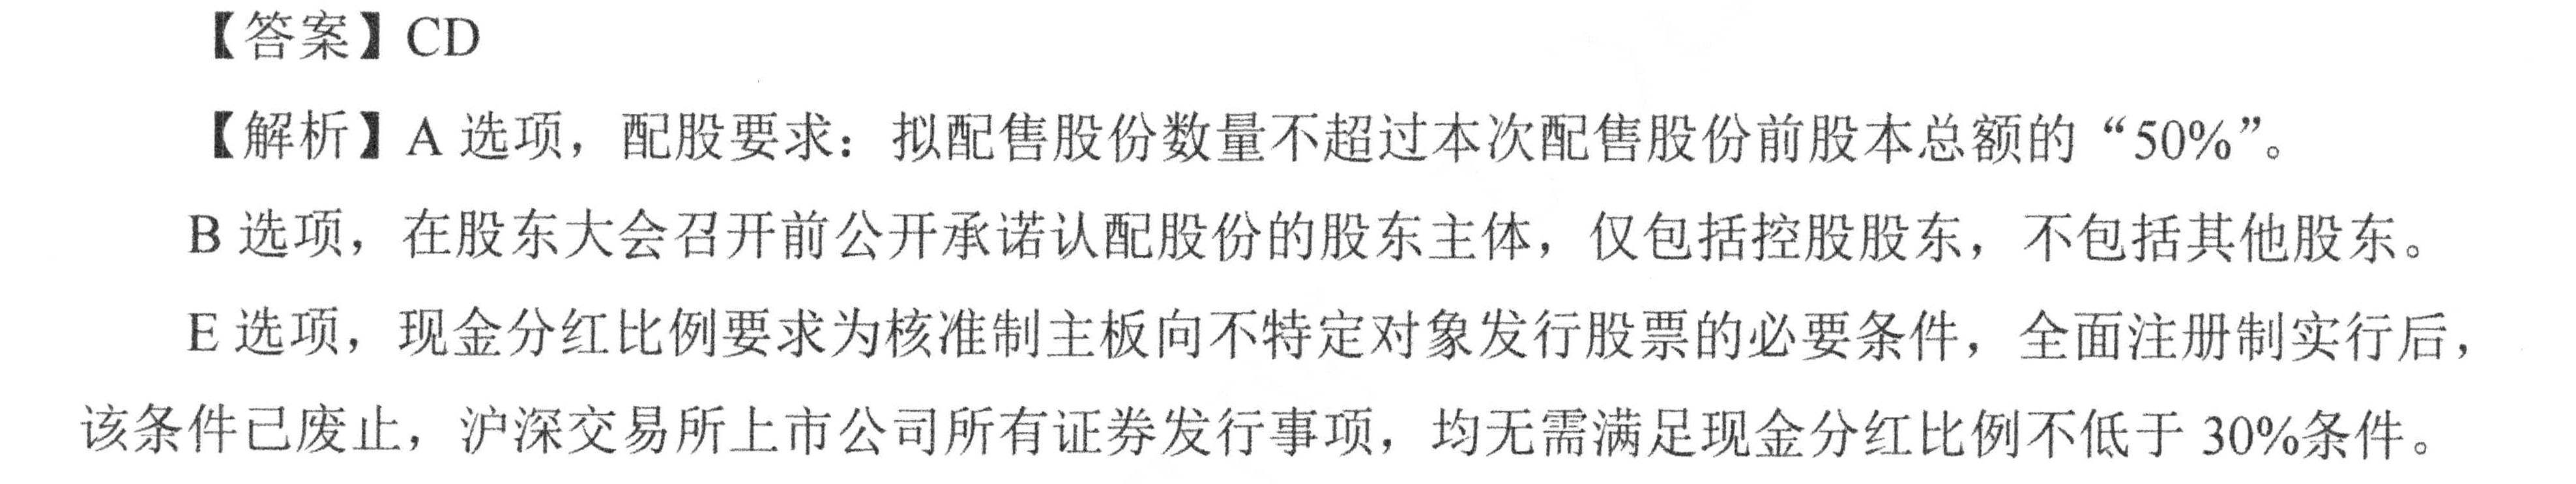 【答案】CD
【解析】A 选项，配股要求：拟配售股份数量不超过本次配售股份前股本总额的“50%”。
B 选项，在股东大会召开前公开承诺认配股份的股东主体，仅包括控股股东，不包括其他股东。
E 选项，现金分红比例要求为核准制主板向不特定对象发行股票的必要条件，全面注册制实行后，
该条件已废止，沪深交易所上市公司所有证券发行事项，均无需满足现金分红比例不低于 30%条件。